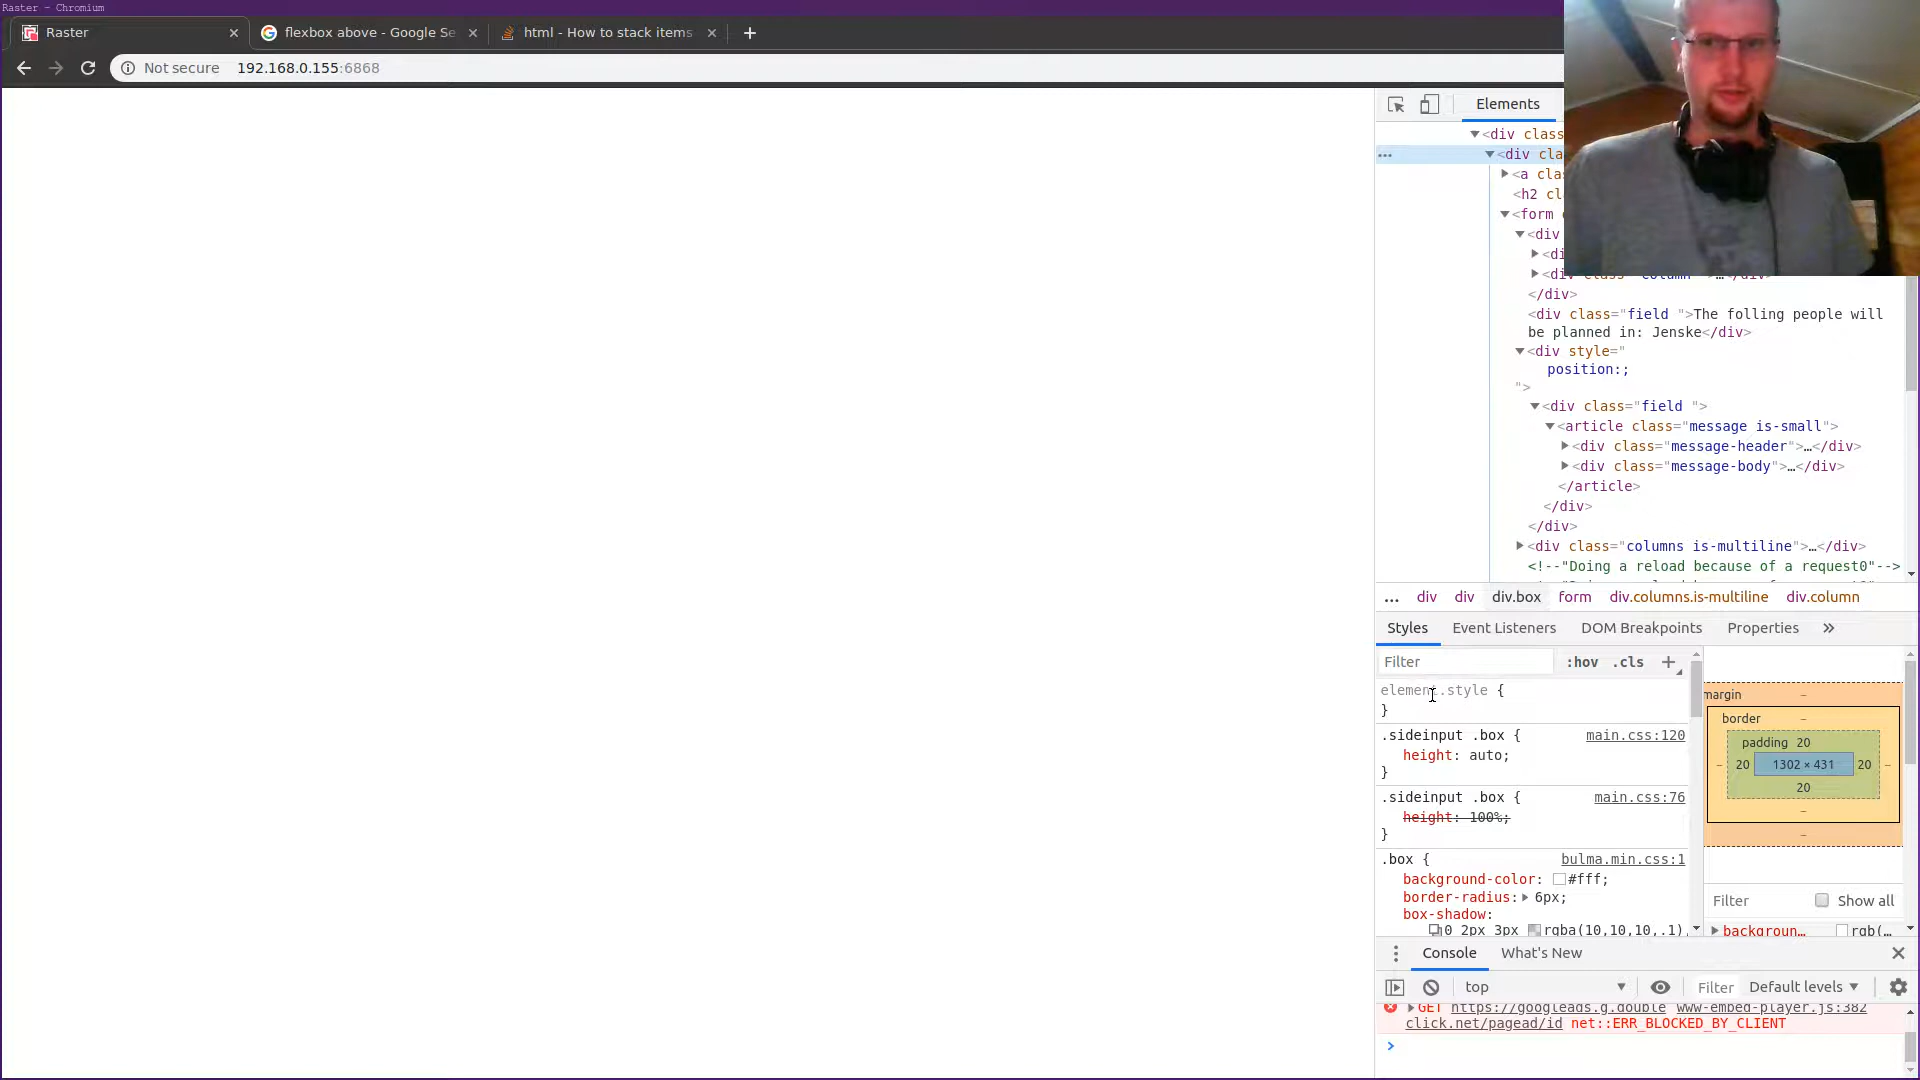 Raster - Chromium
Raster
flexbox above - Google Se
html - How to stack items
Not secure 192.168.0.155:6868
Elements
▼<div class
... ▼<div cla
▶<a clas
<h2 cl
▼<form
▼<div
▶<di
▶<di
</div>
<div class="field ">The folling people will
be planned in: Jenske</div>
▼<div style="
position:;
">
▼<div class="field ">
▼<article class="message is-small">
▶<div class="message-header">…</div>
▶<div class="message-body">…</div>
</article>
</div>
</div>
▶<div class="columns is-multiline">…</div>
<!--"Doing a reload because of a request0"-->
... div div div.box form div.columns.is-multiline div.column
Styles Event Listeners DOM Breakpoints Properties »
Filter :hov .cls +
element.style {
}
.sideinput .box { main.css:120
height: auto;
}
.sideinput .box { main.css:76
height: 100%;
}
.box { bulma.min.css:1
background-color: #fff;
border-radius: ▶ 6px;
box-shadow:
0 2px 3px rgba(10,10,10,.1),
margin –
border –
padding 20
– 20 1302 × 431 20 –
20
–
–
Filter Show all
▶ backgroun… rgb(…
Console What's New
top Filter Default levels
▶GET https://googleads.g.double www-embed-player.js:382
click.net/pagead/id net::ERR_BLOCKED_BY_CLIENT
>